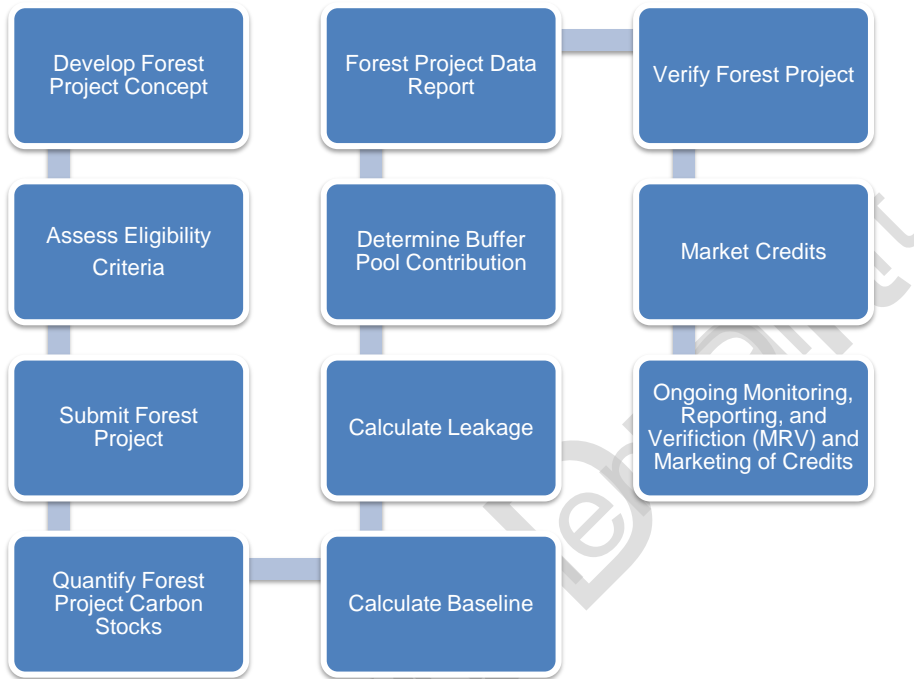 Develop Forest
Project Concept
Assess Eligibility
Criteria
Submit Forest
Project
Quantify Forest
Project Carbon
Stocks
Calculate Baseline
Calculate Leakage
Determine Buffer
Pool Contribution
Forest Project Data
Report
Verify Forest Project
Market Credits
Ongoing Monitoring,
Reporting, and
Verifiction (MRV) and
Marketing of Credits